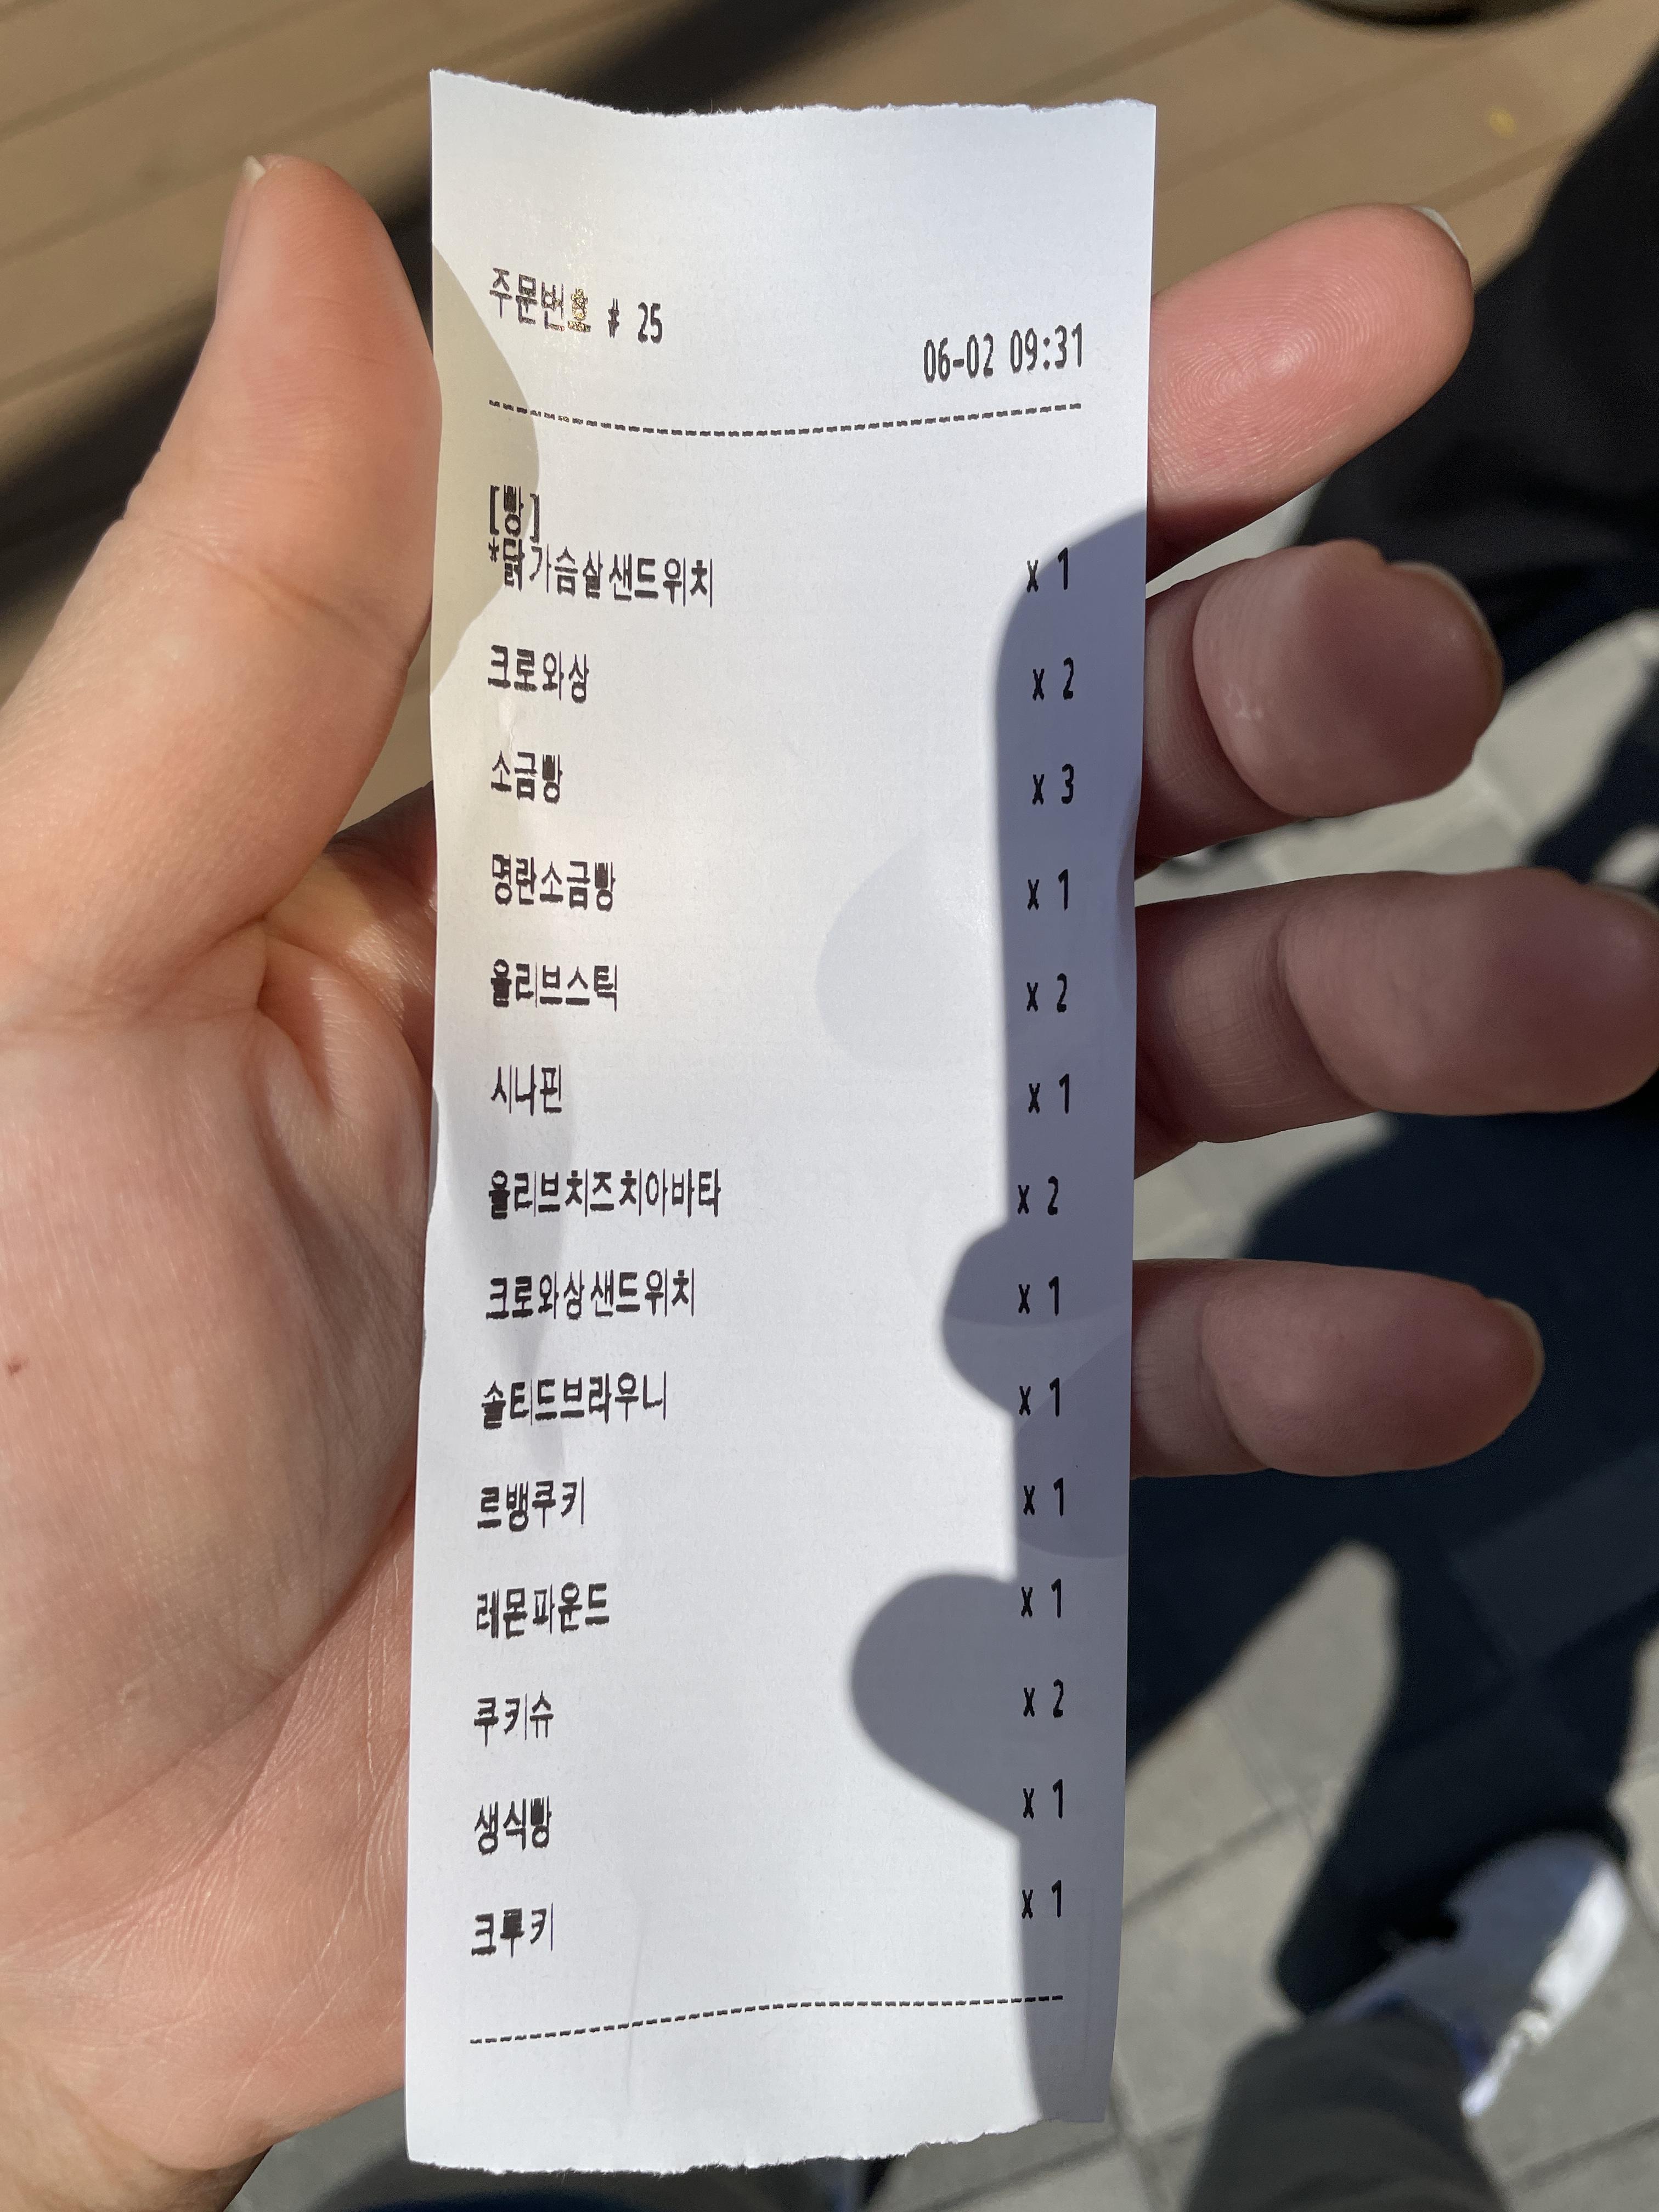 주문번호 # 25
06-02 09:31
[빵]
*닭가슴살샌드위치 x 1
크로와상 x 2
소금빵 x 3
명란소금빵 x 1
올리브스틱 x 2
시나핀 x 1
올리브치즈치아바타 x 2
크로와상샌드위치 x 1
솔티드브라우니 x 1
르뱅쿠키 x 1
레몬파운드 x 1
쿠키슈 x 2
생식빵 x 1
크루키 x 1